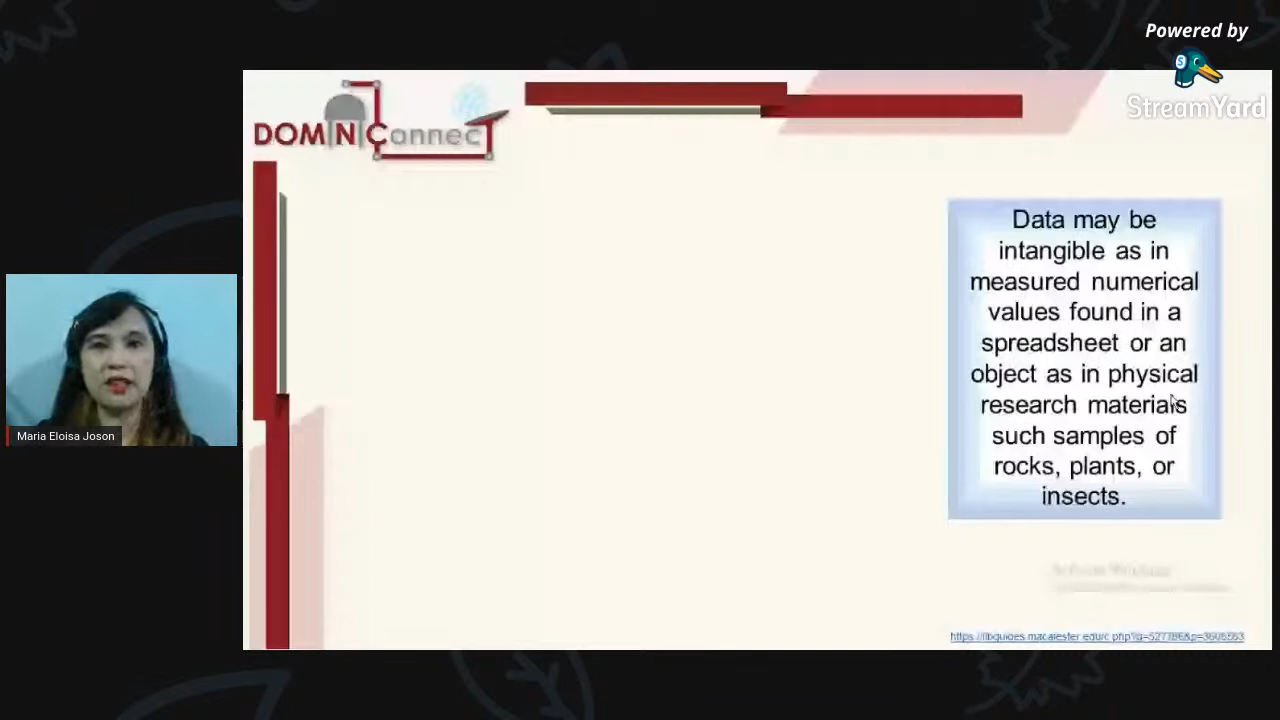 Powered by
StreamYard
DOMINIConnecT
Data may be
intangible as in
measured numerical
values found in a
spreadsheet or an
object as in physical
research materials
such samples of
rocks, plants, or
insects.
Maria Eloisa Joson